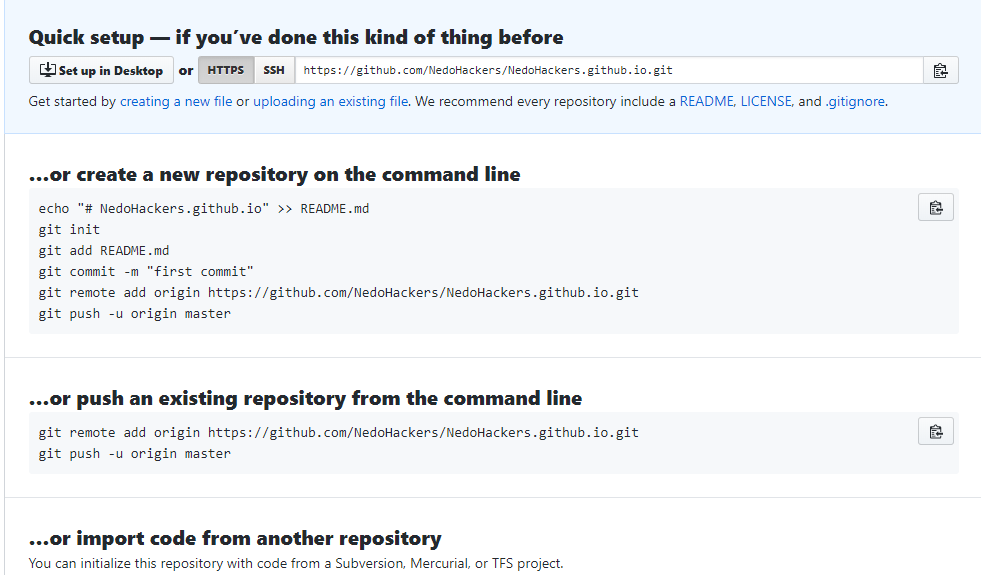 Quick setup — if you’ve done this kind of thing before
Set up in Desktop or HTTPS SSH https://github.com/NedoHackers/NedoHackers.github.io.git
Get started by creating a new file or uploading an existing file. We recommend every repository include a README, LICENSE, and .gitignore.
…or create a new repository on the command line
echo "# NedoHackers.github.io" >> README.md
git init
git add README.md
git commit -m "first commit"
git remote add origin https://github.com/NedoHackers/NedoHackers.github.io.git
git push -u origin master
…or push an existing repository from the command line
git remote add origin https://github.com/NedoHackers/NedoHackers.github.io.git
git push -u origin master
…or import code from another repository
You can initialize this repository with code from a Subversion, Mercurial, or TFS project.